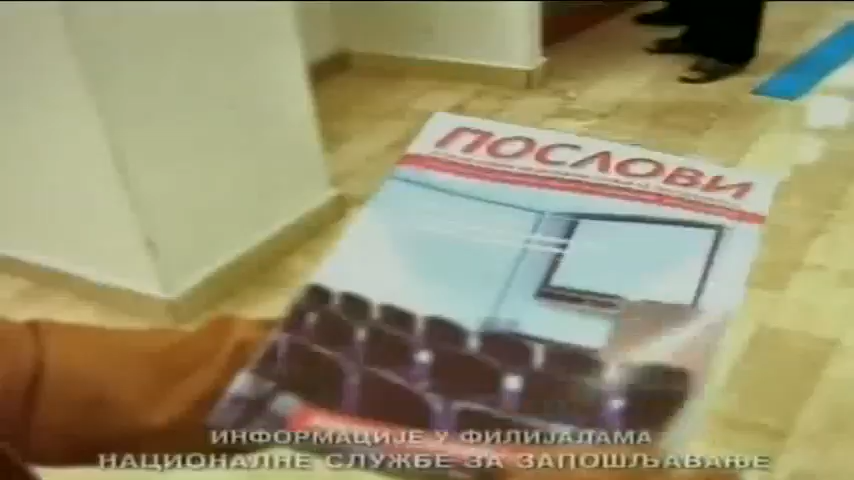 ПОСЛОВИ
ИНФОРМАЦИЈЕ У ФИЛИЈАЛАМА
НАЦИОНАЛНЕ СЛУЖБЕ ЗА ЗАПОШЉАВАЊЕ